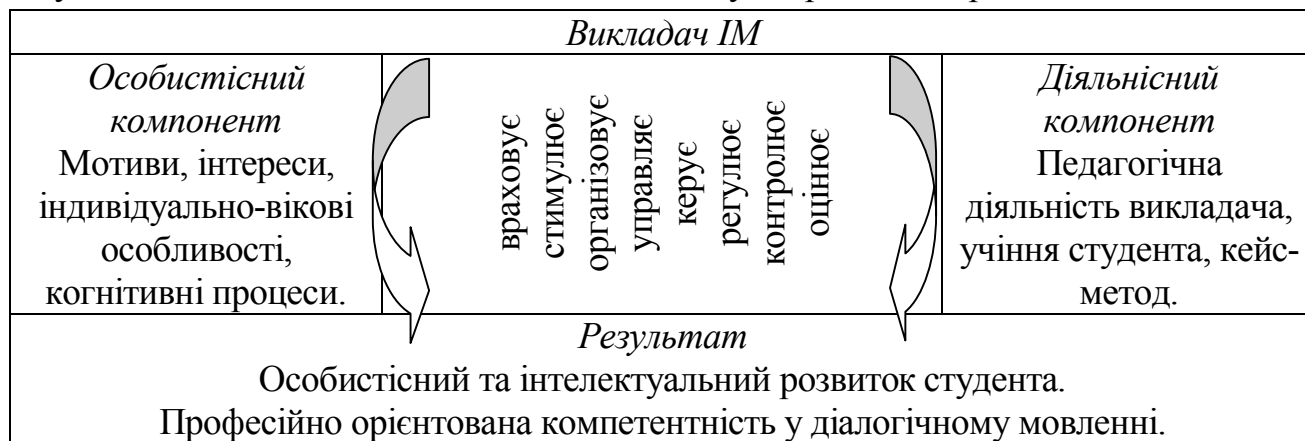 Викладач ІМ
Особистісний
компонент
Мотиви, інтереси,
індивідуально-вікові
особливості,
когнітивні процеси.
враховує
стимулює
організовує
управляє
керує
регулює
контролює
оцінює
Діяльнісний
компонент
Педагогічна
діяльність викладача,
учіння студента, кейс-
метод.
Результат
Особистісний та інтелектуальний розвиток студента.
Професійно орієнтована компетентність у діалогічному мовленні.